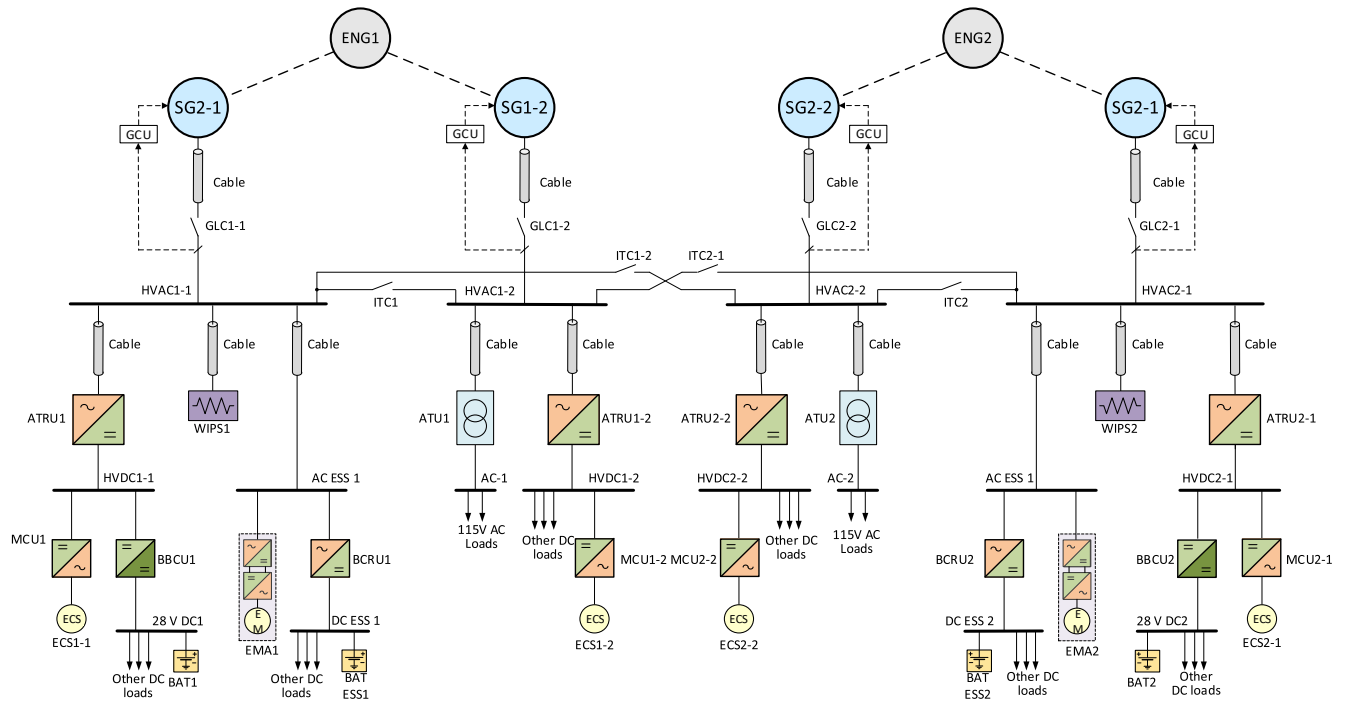 ENG1
ENG2
SG2-1
SG1-2
SG2-2
SG2-1
GCU
GCU
GCU
GCU
Cable
Cable
Cable
Cable
GLC1-1
GLC1-2
GLC2-2
GLC2-1
ITC1-2
ITC2-1
HVAC1-1
ITC1
HVAC1-2
HVAC2-2
ITC2
HVAC2-1
Cable
Cable
Cable
Cable
Cable
Cable
Cable
Cable
Cable
Cable
ATRU1
WIPS1
ATU1
ATRU1-2
ATRU2-2
ATU2
WIPS2
ATRU2-1
HVDC1-1
AC ESS 1
AC-1
HVDC1-2
HVDC2-2
AC-2
AC ESS 1
HVDC2-1
115V AC
Loads
Other DC
loads
Other DC
loads
115V AC
Loads
MCU1
BBCU1
BCRU1
MCU1-2
MCU2-2
BCRU2
BBCU2
MCU2-1
ECS
E
M
ECS
ECS
E
M
ECS
ECS1-1
28 V DC1
EMA1
DC ESS 1
ECS1-2
ECS2-2
DC ESS 2
EMA2
28 V DC2
ECS2-1
Other DC
loads
BAT1
Other DC
loads
BAT
ESS1
BAT
ESS2
Other DC
loads
BAT2
Other
DC loads